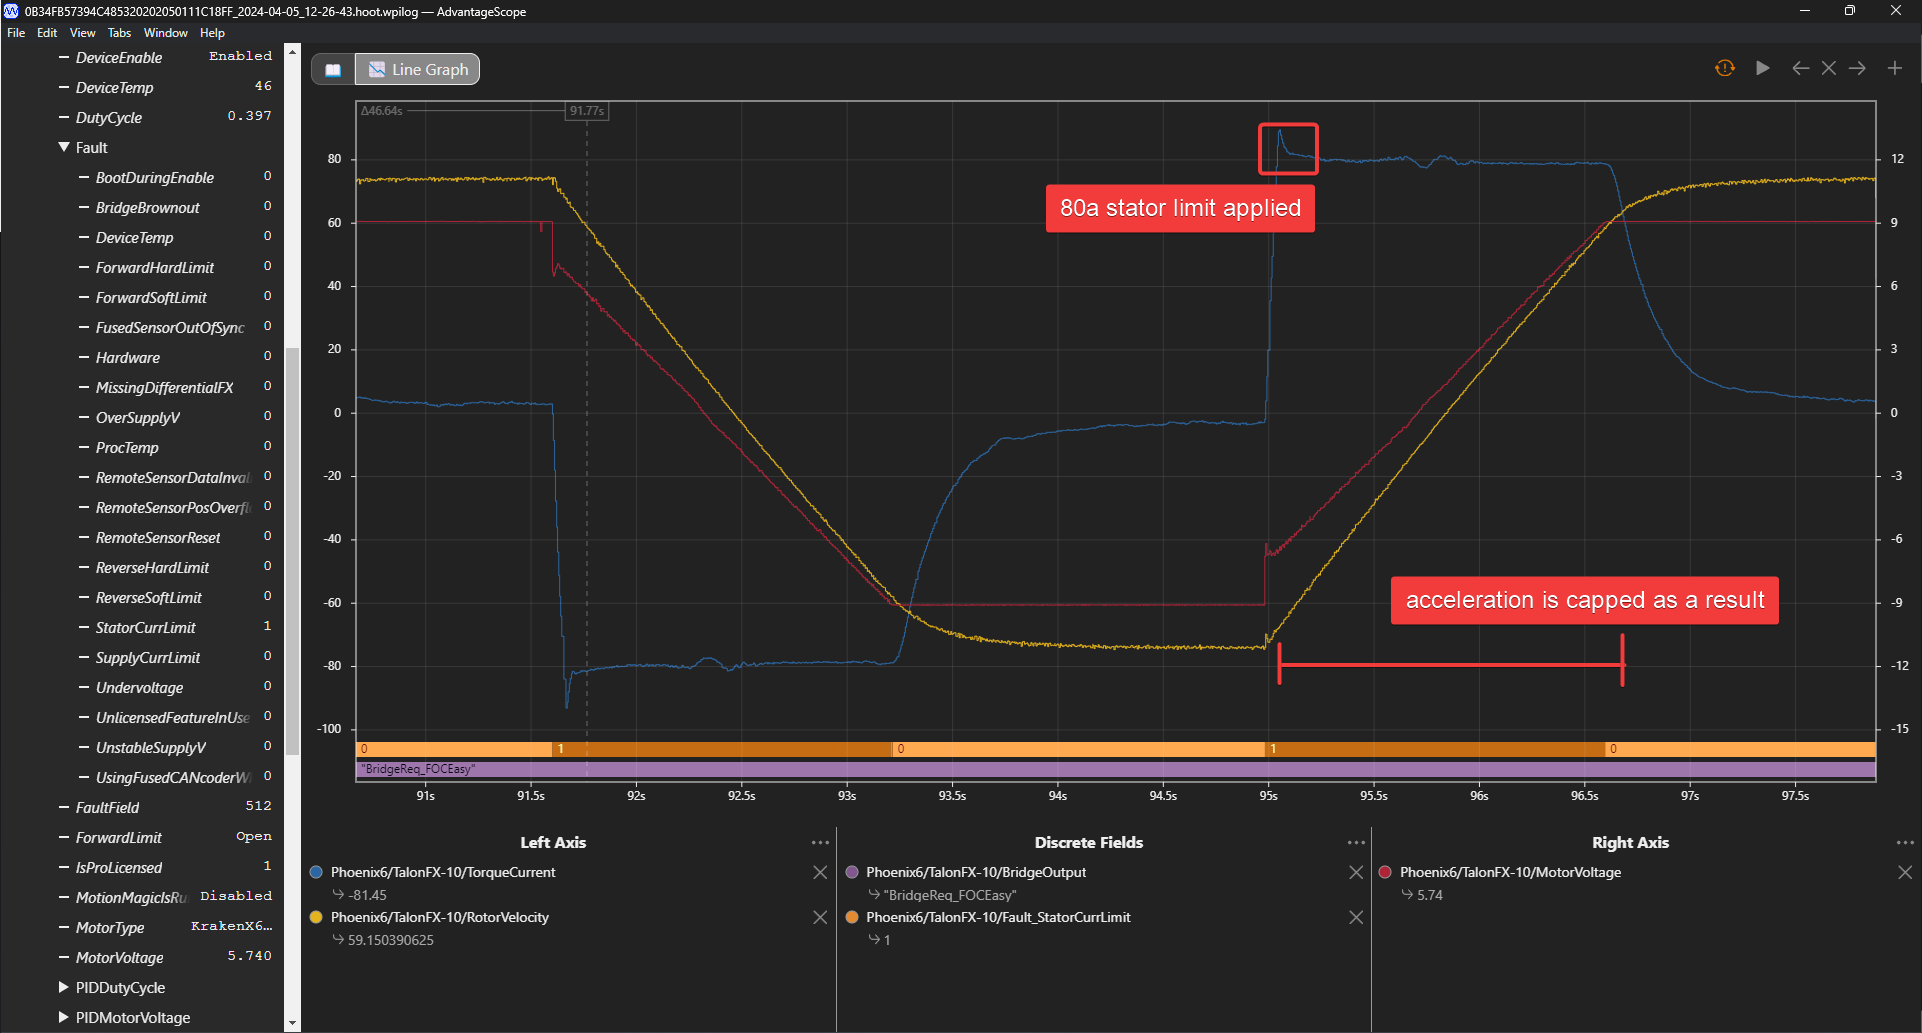 0B34FB57394C485320202050111C18FF_2024-04-05_12-26-43.hoot.wpilog — AdvantageScope
File Edit View Tabs Window Help
DeviceEnable Enabled
DeviceTemp 46
DutyCycle 0.397
Fault
BootDuringEnable 0
BridgeBrownout 0
DeviceTemp 0
ForwardHardLimit 0
ForwardSoftLimit 0
FusedSensorOutOfSync 0
Hardware 0
MissingDifferentialFX 0
OverSupplyV 0
ProcTemp 0
RemoteSensorDataInval 0
RemoteSensorPosOverfl 0
RemoteSensorReset 0
ReverseHardLimit 0
ReverseSoftLimit 0
StatorCurrLimit 1
SupplyCurrLimit 0
Undervoltage 0
UnlicensedFeatureInUse 0
UnstableSupplyV 0
UsingFusedCANcoderW 0
FaultField 512
ForwardLimit Open
IsProLicensed 1
MotionMagicIsRu Disabled
MotorType KrakenX6…
MotorVoltage 5.740
PIDDutyCycle
PIDMotorVoltage
Line Graph
Δ46.64s 91.77s
80 12
60 9
40 6
20 3
0 0
-20 -3
-40 -6
-60 -9
-80 -12
-100 -15
80a stator limit applied
acceleration is capped as a result
0 1 0 1 0
"BridgeReq_FOCEasy"
91s 91.5s 92s 92.5s 93s 93.5s 94s 94.5s 95s 95.5s 96s 96.5s 97s 97.5s
Left Axis
Phoenix6/TalonFX-10/TorqueCurrent
-81.45
Phoenix6/TalonFX-10/RotorVelocity
59.150390625
Discrete Fields
Phoenix6/TalonFX-10/BridgeOutput
"BridgeReq_FOCEasy"
Phoenix6/TalonFX-10/Fault_StatorCurrLimit
1
Right Axis
Phoenix6/TalonFX-10/MotorVoltage
5.74